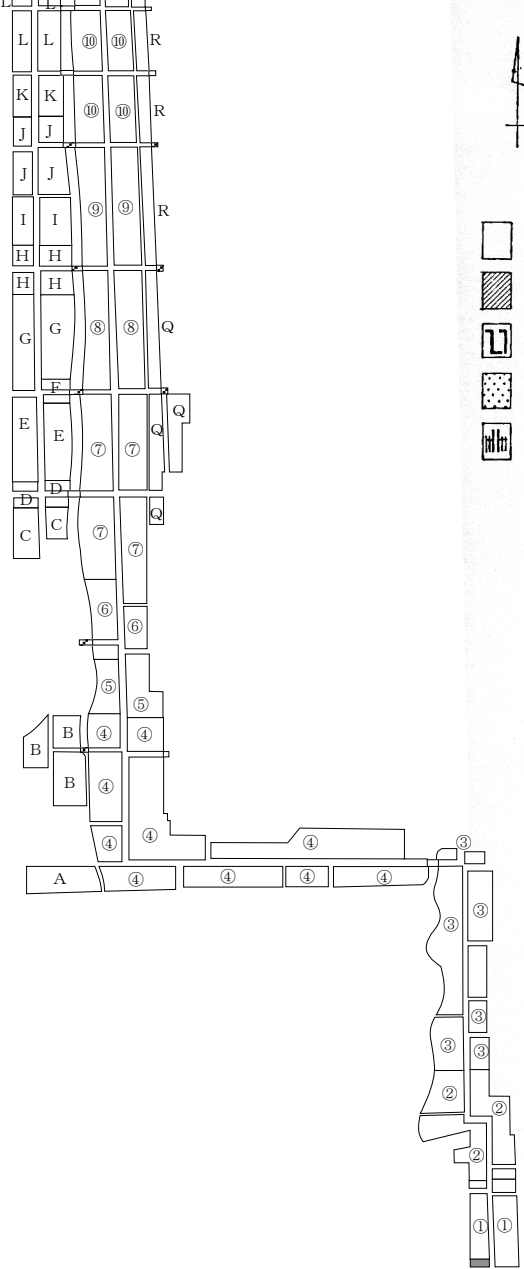 L L
L L ⑩ ⑩ R
K K ⑩ ⑩ R
J J
J J
⑨ ⑨ R
I I
H H
H H
G G ⑧ ⑧ Q
F
Q
E E ⑦ ⑦ Q
D D
C C ⑦ ⑦ Q
⑥ ⑥
⑤ ⑤
B B ④ ④
B ④
④ ④ ④ ③
A ④ ④ ④ ④
③ ③
③
③ ③
② ②
②
① ①